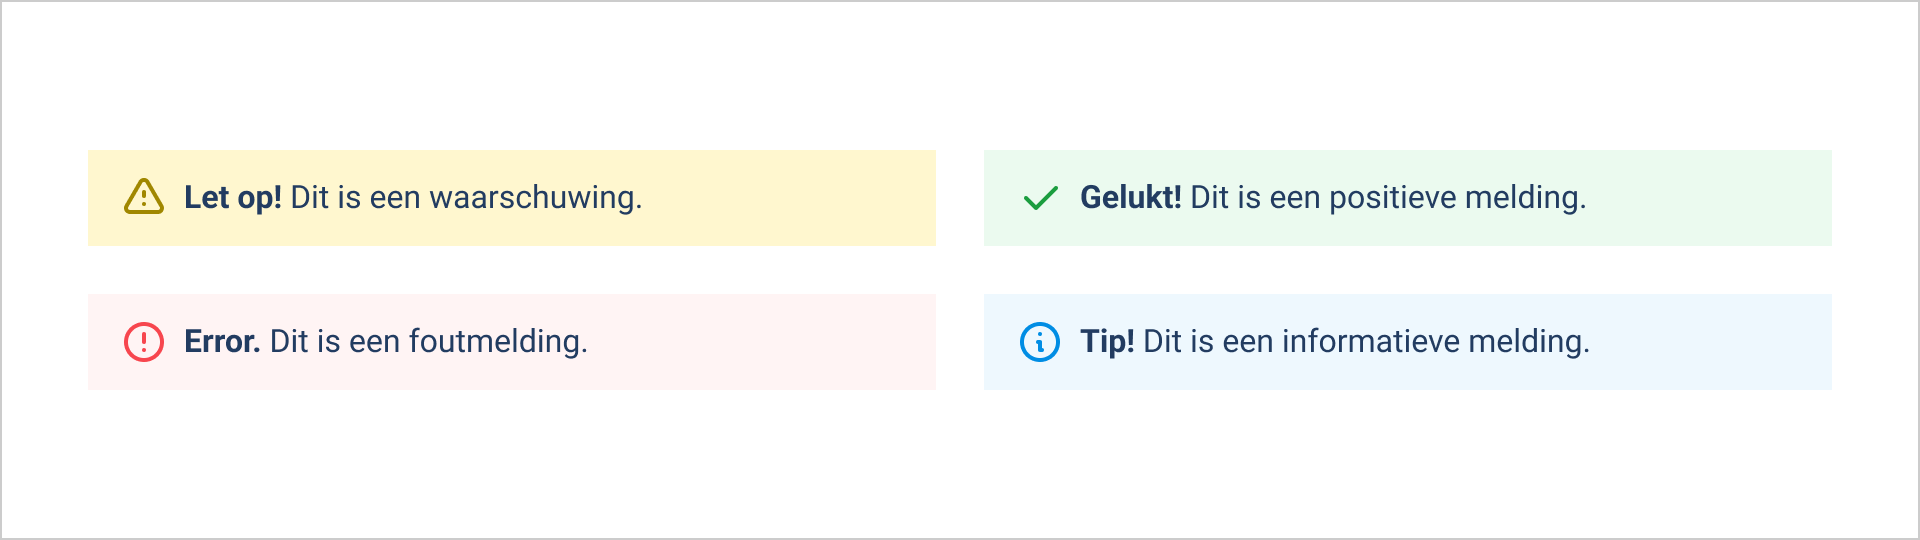 Let op! Dit is een waarschuwing.
Gelukt! Dit is een positieve melding.
Error. Dit is een foutmelding.
Tip! Dit is een informatieve melding.